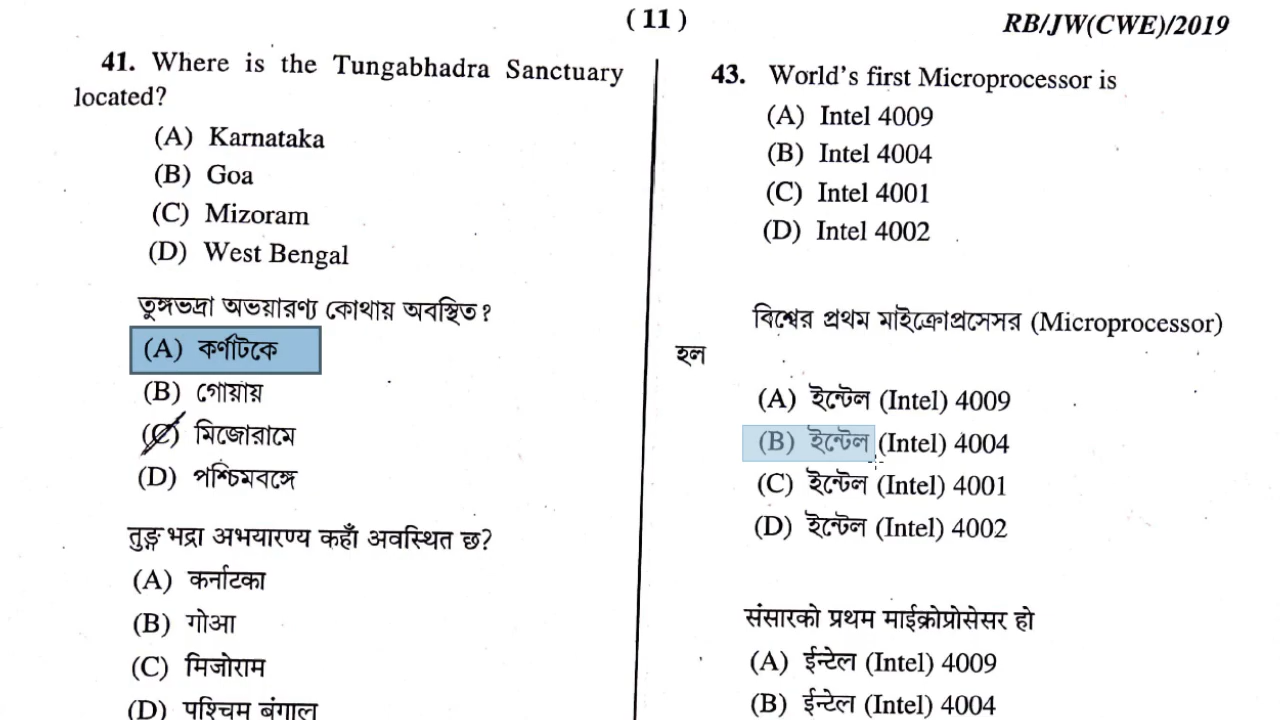 ( 11 )
RB/JW(CWE)/2019
41. Where is the Tungabhadra Sanctuary
located?
(A) Karnataka
(B) Goa
(C) Mizoram
(D) West Bengal
তুঙ্গভদ্রা অভয়ারণ্য কোথায় অবস্থিত?
(A) কর্ণাটকে
(B) গোয়ায়
(C) মিজোরামে
(D) পশ্চিমবঙ্গে
तुङ्ग भद्रा अभयारण्य कहाँ अवस्थित छ?
(A) कर्नाटका
(B) गोआ
(C) मिजोराम
(D) पश्चिम बंगाल
43. World's first Microprocessor is
(A) Intel 4009
(B) Intel 4004
(C) Intel 4001
(D) Intel 4002
বিশ্বের প্রথম মাইক্রোপ্রসেসর (Microprocessor)
হল
(A) ইন্টেল (Intel) 4009
(B) ইন্টেল (Intel) 4004
(C) ইন্টেল (Intel) 4001
(D) ইন্টেল (Intel) 4002
संसारको प्रथम माईक्रोप्रोसेसर हो
(A) ईन्टेल (Intel) 4009
(B) ईन्टेल (Intel) 4004